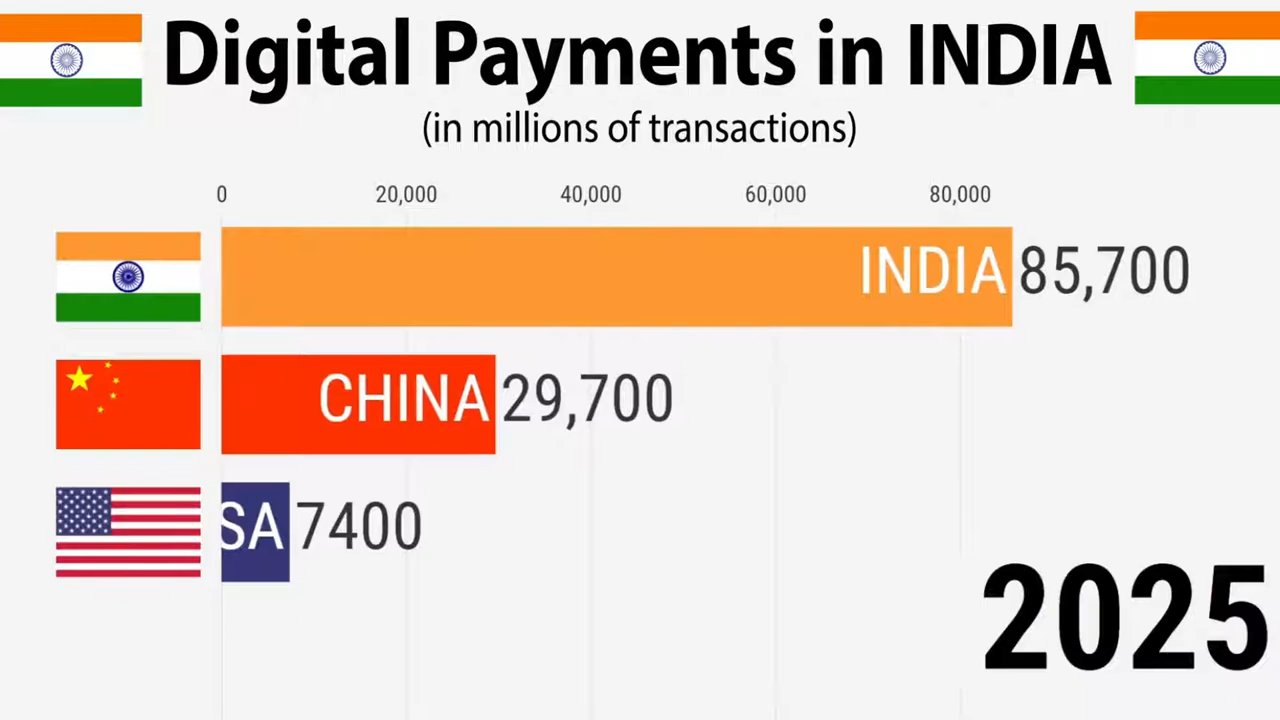 Digital Payments in INDIA
(in millions of transactions)
0 20,000 40,000 60,000 80,000
INDIA 85,700
CHINA 29,700
SA 7400
2025